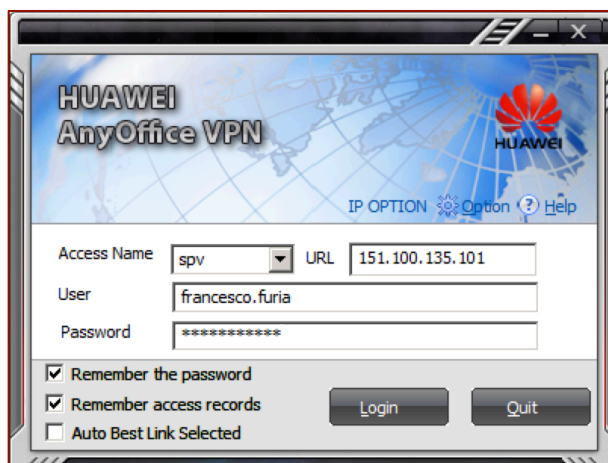 HUAWEI
AnyOffice VPN
HUAWEI
IP OPTION Option ? Help
Access Name spv URL 151.100.135.101
User francesco.furia
Password ***********
Remember the password
Remember access records
Auto Best Link Selected
Login Quit